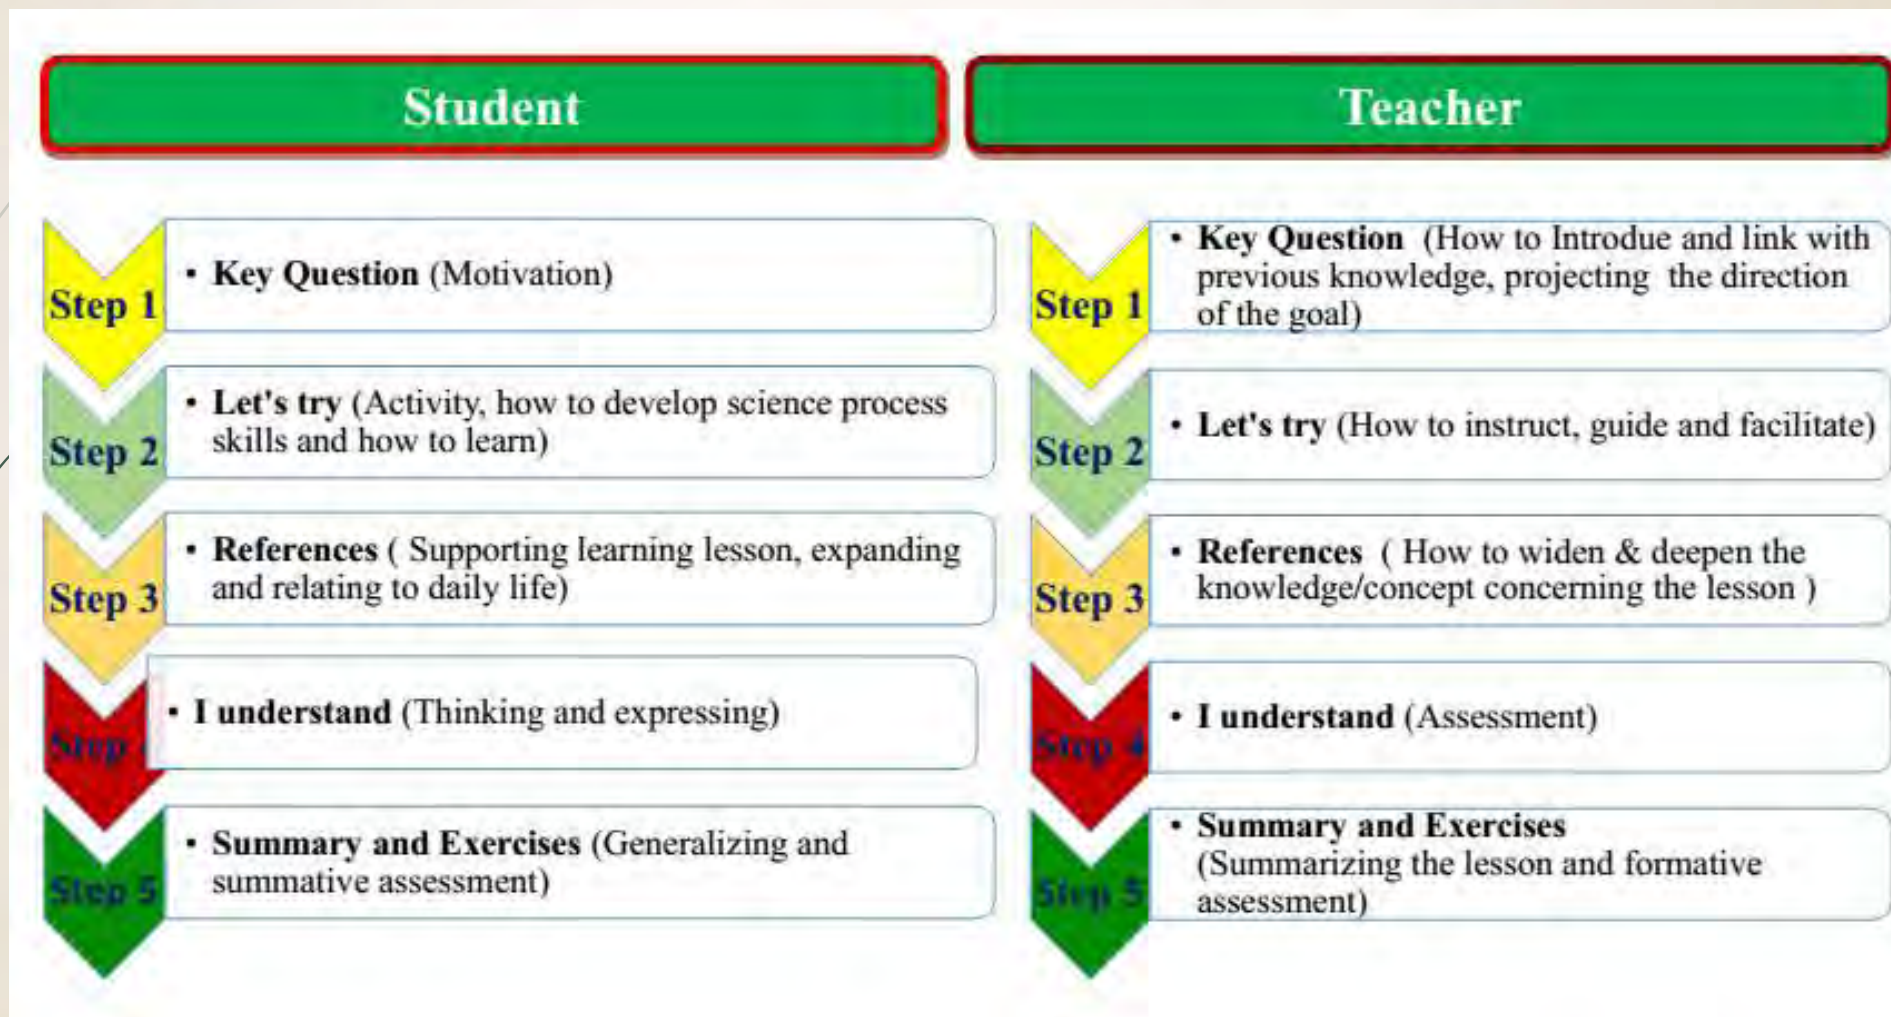 Student
Step 1
• Key Question (Motivation)
Step 2
• Let's try (Activity, how to develop science process
skills and how to learn)
Step 3
• References ( Supporting learning lesson, expanding
and relating to daily life)
Step
• I understand (Thinking and expressing)
Step 5
• Summary and Exercises (Generalizing and
summative assessment)
Teacher
Step 1
• Key Question (How to Introdue and link with
previous knowledge, projecting the direction
of the goal)
Step 2
• Let's try (How to instruct, guide and facilitate)
Step 3
• References ( How to widen & deepen the
knowledge/concept concerning the lesson )
Step 4
• I understand (Assessment)
Step 5
• Summary and Exercises
(Summarizing the lesson and formative
assessment)